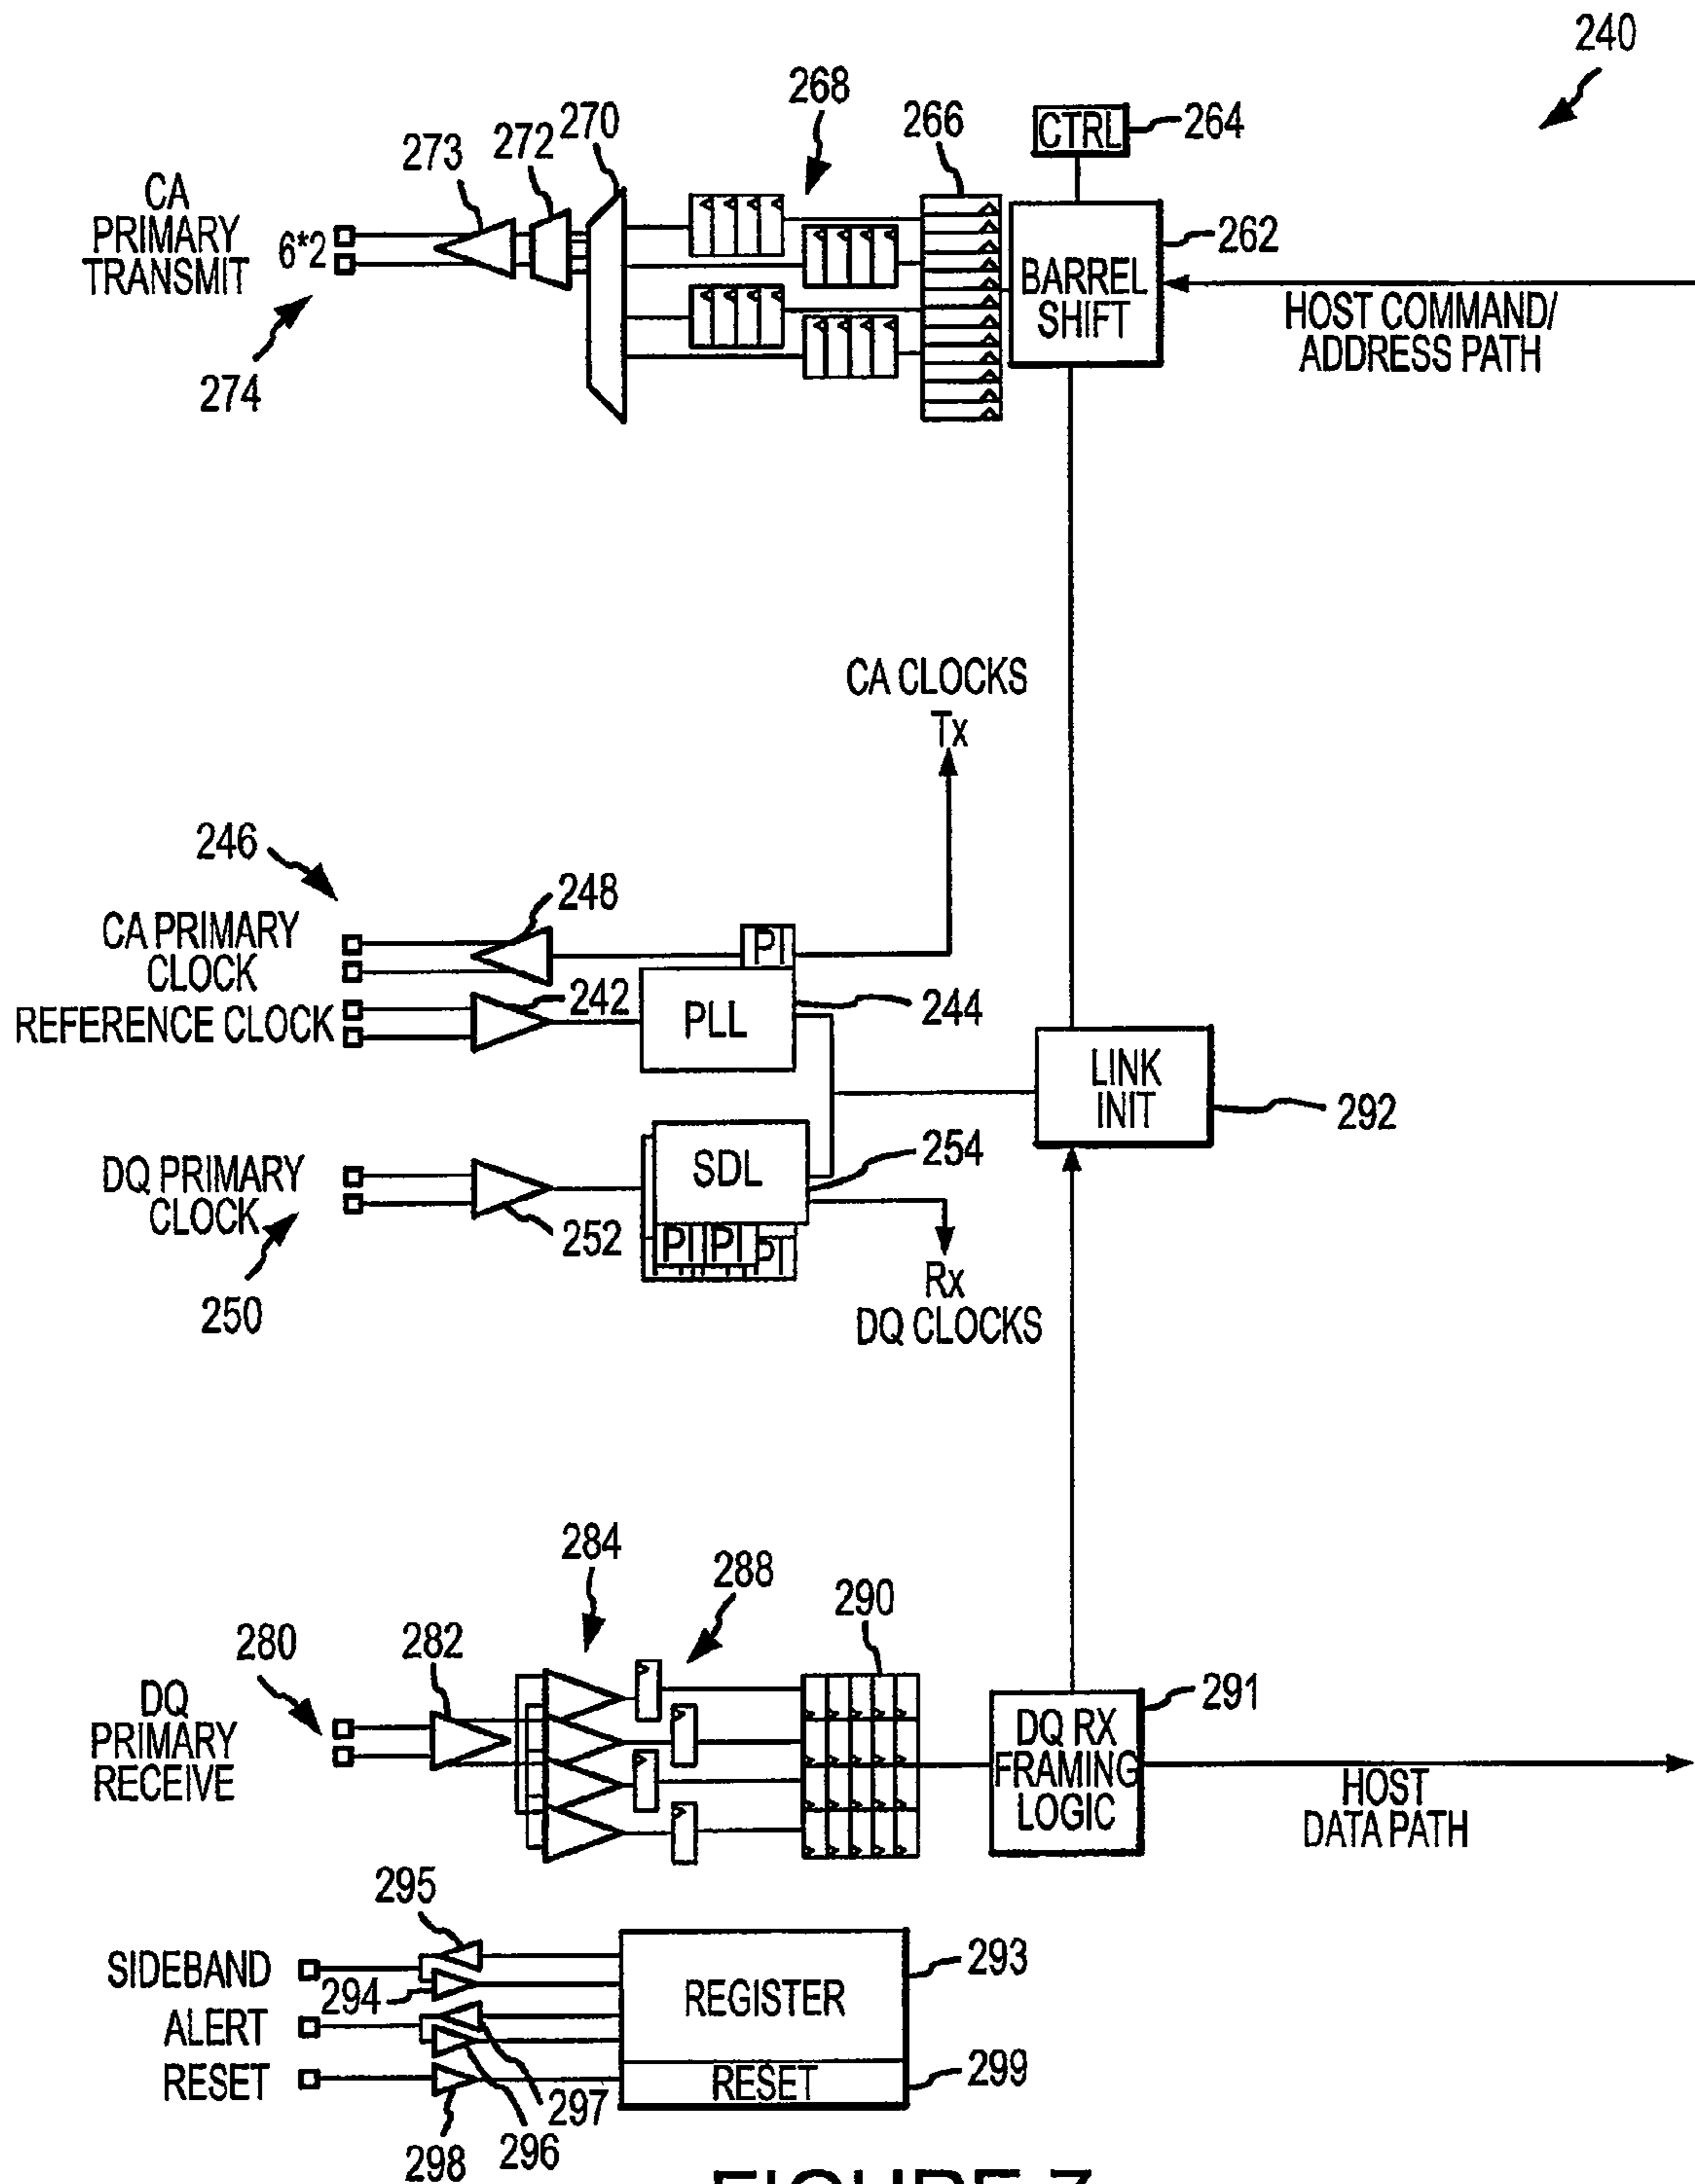 240
268
270
266
CTRL
264
273
272
CA
PRIMARY
TRANSMIT
6*2
262
BARREL
SHIFT
HOST COMMAND/
ADDRESS PATH
274
CA CLOCKS
Tx
246
248
CA PRIMARY
CLOCK
PI
242
REFERENCE CLOCK
PLL
244
LINK
INIT
292
DQ PRIMARY
CLOCK
SDL
254
252
PI PI PI
250
Rx
DQ CLOCKS
284
288
290
280
282
291
DQ
PRIMARY
RECEIVE
DQ RX
FRAMING
LOGIC
HOST
DATA PATH
295
SIDEBAND
294
REGISTER
293
ALERT
RESET
RESET
299
297
298
296
FIGURE 7